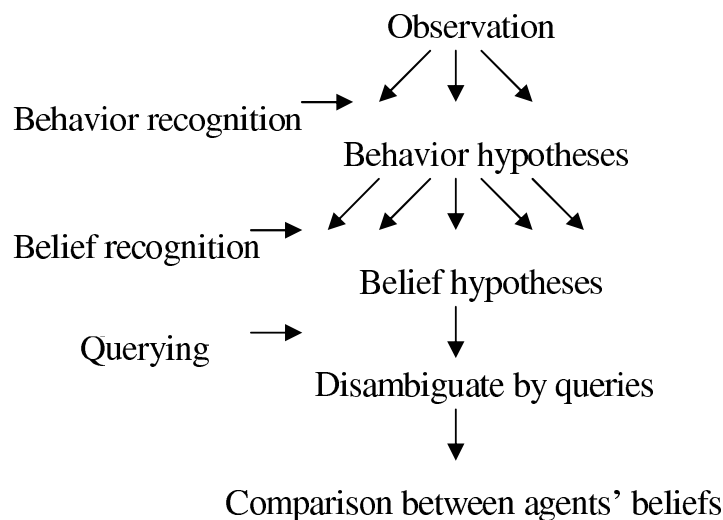 Observation
Behavior recognition
Behavior hypotheses
Belief recognition
Belief hypotheses
Querying
Disambiguate by queries
Comparison between agents’ beliefs